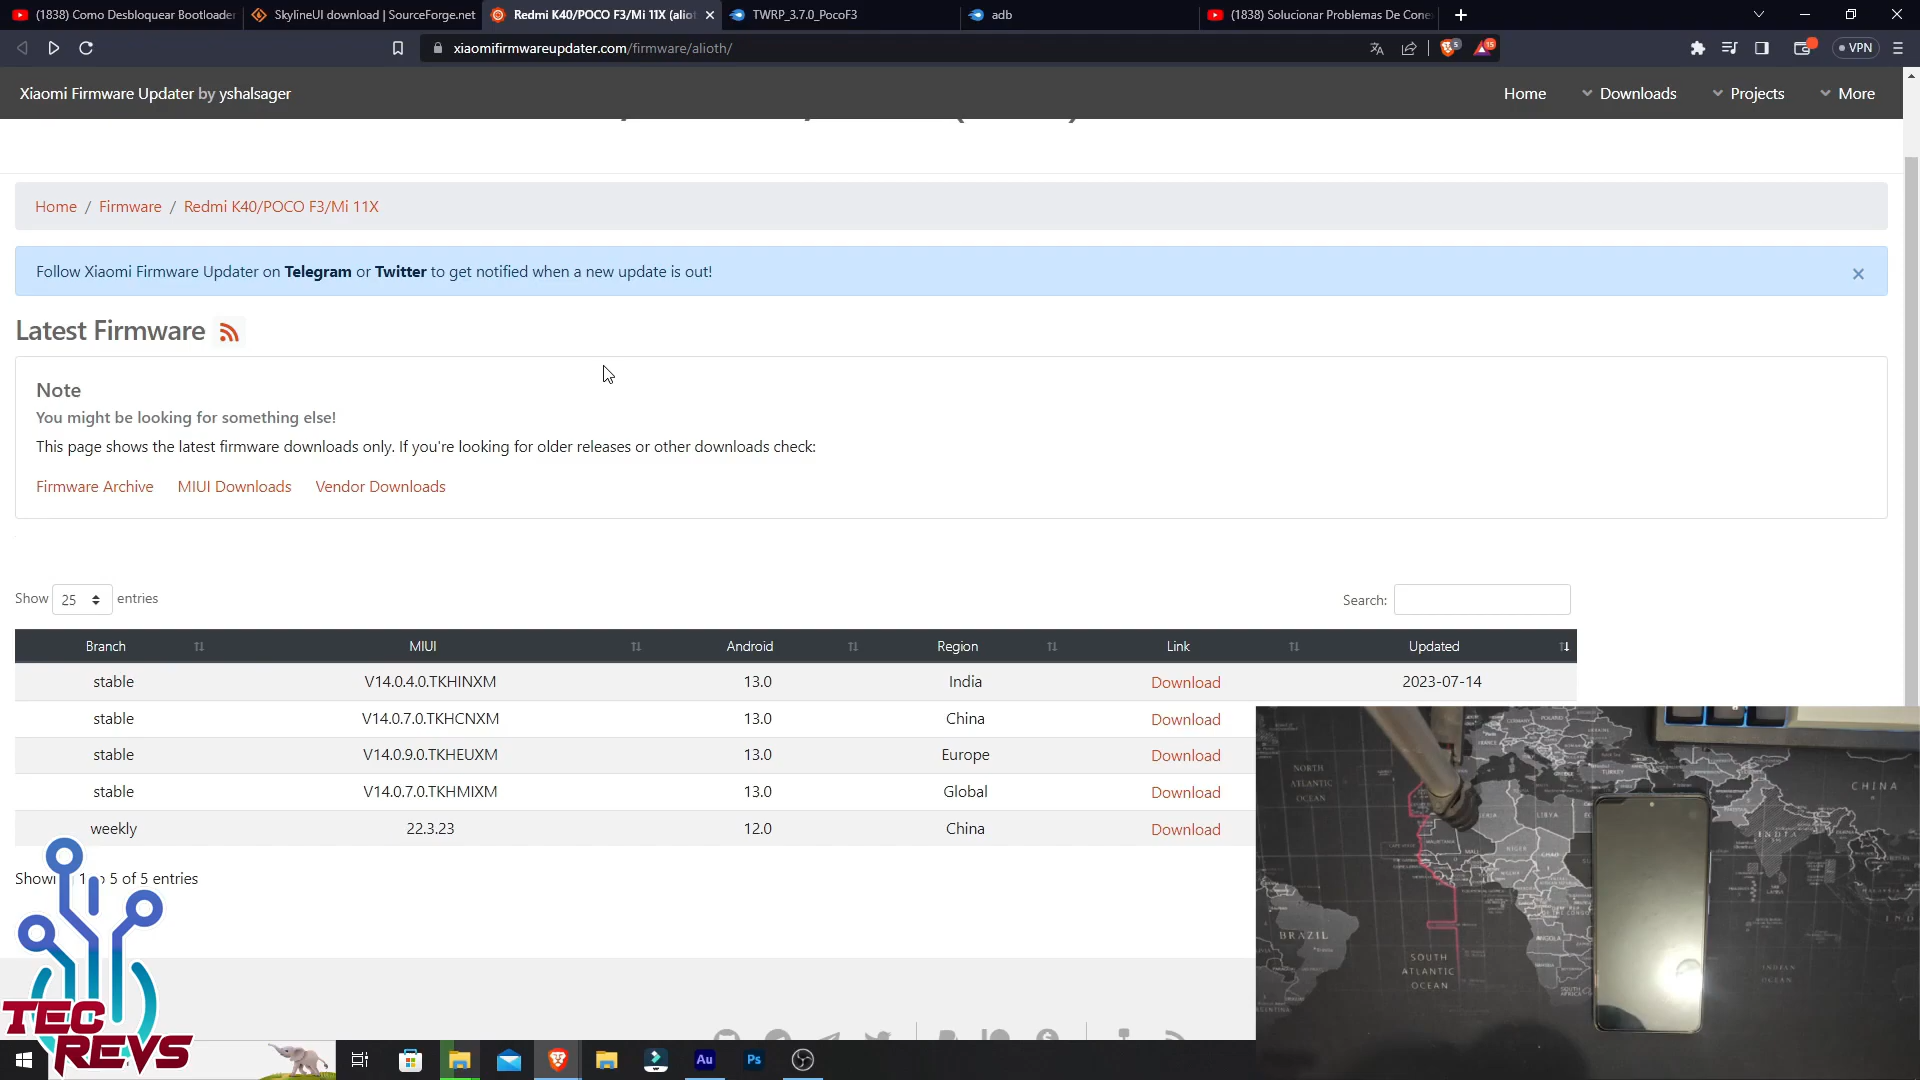 (1838) Como Desbloquear Bootloader
SkylineUI download | SourceForge.net
Redmi K40/POCO F3/Mi 11X (aliot
TWRP_3.7.0_PocoF3
adb
(1838) Solucionar Problemas De Cone
xiaomifirmwareupdater.com/firmware/alioth/
5
15
VPN
Xiaomi Firmware Updater by yshalsager
Home
Downloads
Projects
More
Home / Firmware / Redmi K40/POCO F3/Mi 11X
Follow Xiaomi Firmware Updater on Telegram or Twitter to get notified when a new update is out!
Latest Firmware
Note
You might be looking for something else!
This page shows the latest firmware downloads only. If you're looking for older releases or other downloads check:
Firmware Archive MIUI Downloads Vendor Downloads
Show 25 entries
Search:
Branch MIUI Android Region Link Updated
stable V14.0.4.0.TKHINXM 13.0 India Download 2023-07-14
stable V14.0.7.0.TKHCNXM 13.0 China Download
stable V14.0.9.0.TKHEUXM 13.0 Europe Download
stable V14.0.7.0.TKHMIXM 13.0 Global Download
weekly 22.3.23 12.0 China Download
5 of 5 entries
NORTH
ATLANTIC
OCEAN
CHINA
LIBYA
NIGER
CHAD
INDIA
BRAZIL
SOUTH
ATLANTIC
OCEAN
INDIAN
OCEAN
TEC
REVS
Au
Ps